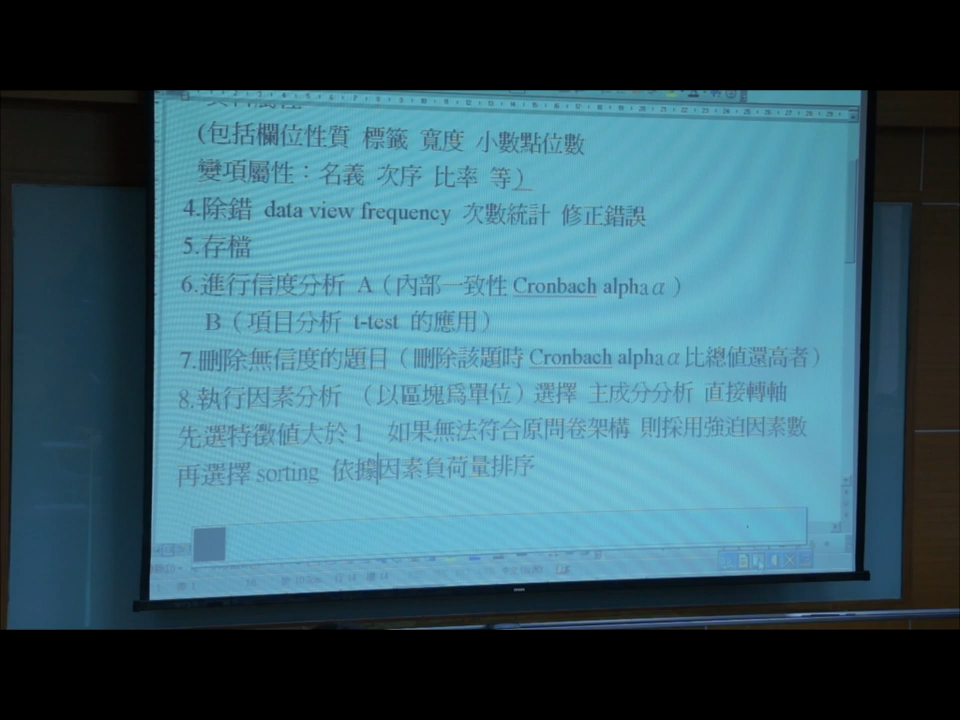 (包括欄位性質 標籤 寬度 小數點位數
變項屬性：名義 次序 比率 等)
4.除錯 data view frequency 次數統計 修正錯誤
5.存檔
6.進行信度分析 A（內部一致性 Cronbach alphaα）
B（項目分析 t-test 的應用）
7.刪除無信度的題目（刪除該題時 Cronbach alphaα比總值還高者）
8.執行因素分析 （以區塊為單位）選擇 主成分分析 直接轉軸
先選特徵值大於1 如果無法符合原問卷架構 則採用強迫因素數
再選擇 sorting 依據因素負荷量排序